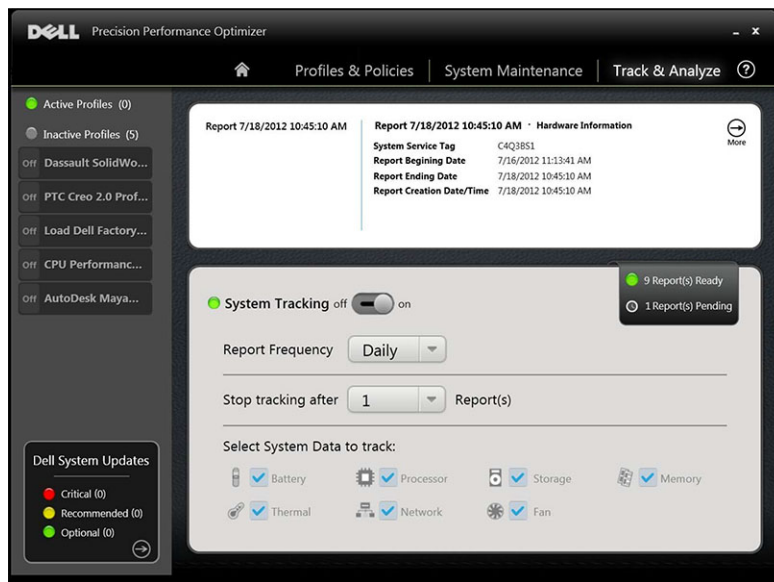 DELL Precision Performance Optimizer
Profiles & Policies
System Maintenance
Track & Analyze
?
Active Profiles (0)
Inactive Profiles (5)
Off Dassault SolidWo...
Off PTC Creo 2.0 Prof...
Off Load Dell Factory...
Off CPU Performanc...
Off AutoDesk Maya...
Dell System Updates
Critical (0)
Recommended (0)
Optional (0)
Report 7/18/2012 10:45:10 AM
Report 7/18/2012 10:45:10 AM · Hardware Information
More
System Service Tag C4Q3BS1
Report Begining Date 7/16/2012 11:13:41 AM
Report Ending Date 7/18/2012 10:45:10 AM
Report Creation Date/Time 7/18/2012 10:45:10 AM
9 Report(s) Ready
1 Report(s) Pending
System Tracking off on
Report Frequency Daily
Stop tracking after 1 Report(s)
Select System Data to track:
Battery Processor Storage Memory
Thermal Network Fan